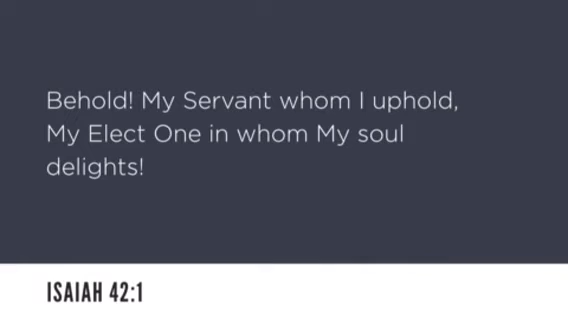 Behold! My Servant whom I uphold,
My Elect One in whom My soul
delights!
ISAIAH 42:1